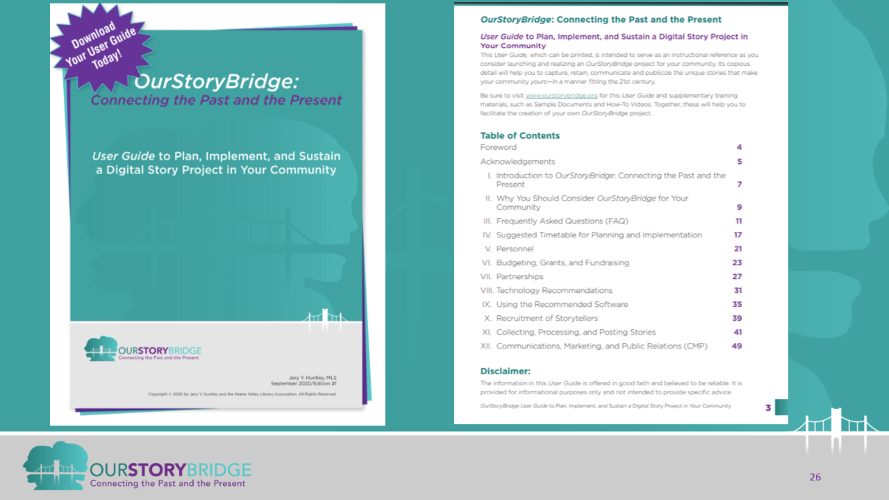 Download
Your User Guide
Today!
OurStoryBridge:
Connecting the Past and the Present
User Guide to Plan, Implement, and Sustain
a Digital Story Project in Your Community
OURSTORYBRIDGE
Connecting the Past and the Present
Jery Y. Huntley, MLS
September 2020/Edition #1
Copyright © 2020 by Jery Y. Huntley and the Keene Valley Library Association. All Rights Reserved.
OurStoryBridge: Connecting the Past and the Present
User Guide to Plan, Implement, and Sustain a Digital Story Project in
Your Community
This User Guide, which can be printed, is intended to serve as an instructional reference as you
consider launching and realizing an OurStoryBridge project for your community. Its copious
detail will help you to capture, retain, communicate and publicize the unique stories that make
your community yours—in a manner fitting the 21st century.
Be sure to visit www.ourstorybridge.org for this User Guide and supplementary training
materials, such as Sample Documents and How-To Videos. Together, these will help you to
facilitate the creation of your own OurStoryBridge project.
Table of Contents
Foreword 4
Acknowledgements 5
I. Introduction to OurStoryBridge: Connecting the Past and the
Present 7
II. Why You Should Consider OurStoryBridge for Your
Community 9
III. Frequently Asked Questions (FAQ) 11
IV. Suggested Timetable for Planning and Implementation 17
V. Personnel 21
VI. Budgeting, Grants, and Fundraising 23
VII. Partnerships 27
VIII. Technology Recommendations 31
IX. Using the Recommended Software 35
X. Recruitment of Storytellers 39
XI. Collecting, Processing, and Posting Stories 41
XII. Communications, Marketing, and Public Relations (CMP) 49
Disclaimer:
The information in this User Guide is offered in good faith and believed to be reliable. It is
provided for informational purposes only and not intended to provide specific advice.
OurStoryBridge User Guide to Plan, Implement, and Sustain a Digital Story Project in Your Community 3
OURSTORYBRIDGE
Connecting the Past and the Present
26